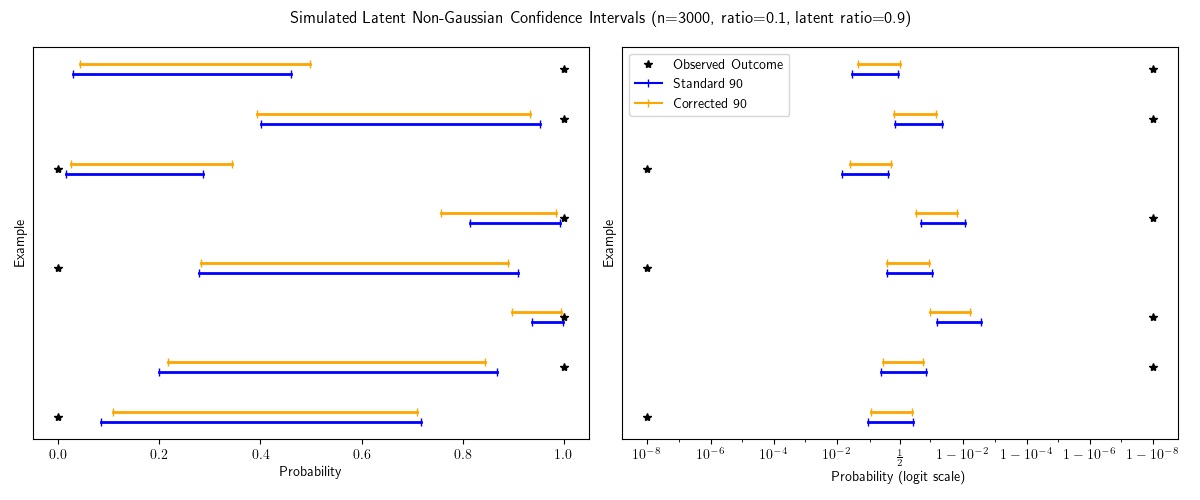 Simulated Latent Non-Gaussian Confidence Intervals (n=3000, ratio=0.1, latent ratio=0.9)
Example
0.0 0.2 0.4 0.6 0.8 1.0
Probability
Observed Outcome
Standard 90
Corrected 90
Example
10⁻⁸ 10⁻⁶ 10⁻⁴ 10⁻² ½ 1 − 10⁻² 1 − 10⁻⁴ 1 − 10⁻⁶ 1 − 10⁻⁸
Probability (logit scale)